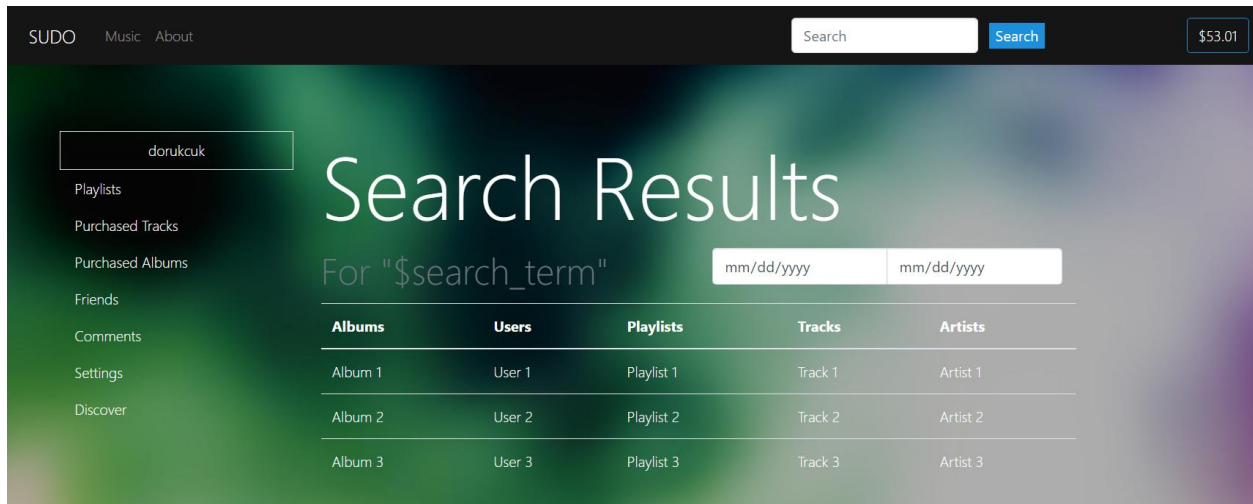 SUDO Music About Search Search $53.01
dorukcuk
Playlists
Purchased Tracks
Purchased Albums
Friends
Comments
Settings
Discover
Search Results
For "$search_term" mm/dd/yyyy mm/dd/yyyy
Albums Users Playlists Tracks Artists
Album 1 User 1 Playlist 1 Track 1 Artist 1
Album 2 User 2 Playlist 2 Track 2 Artist 2
Album 3 User 3 Playlist 3 Track 3 Artist 3